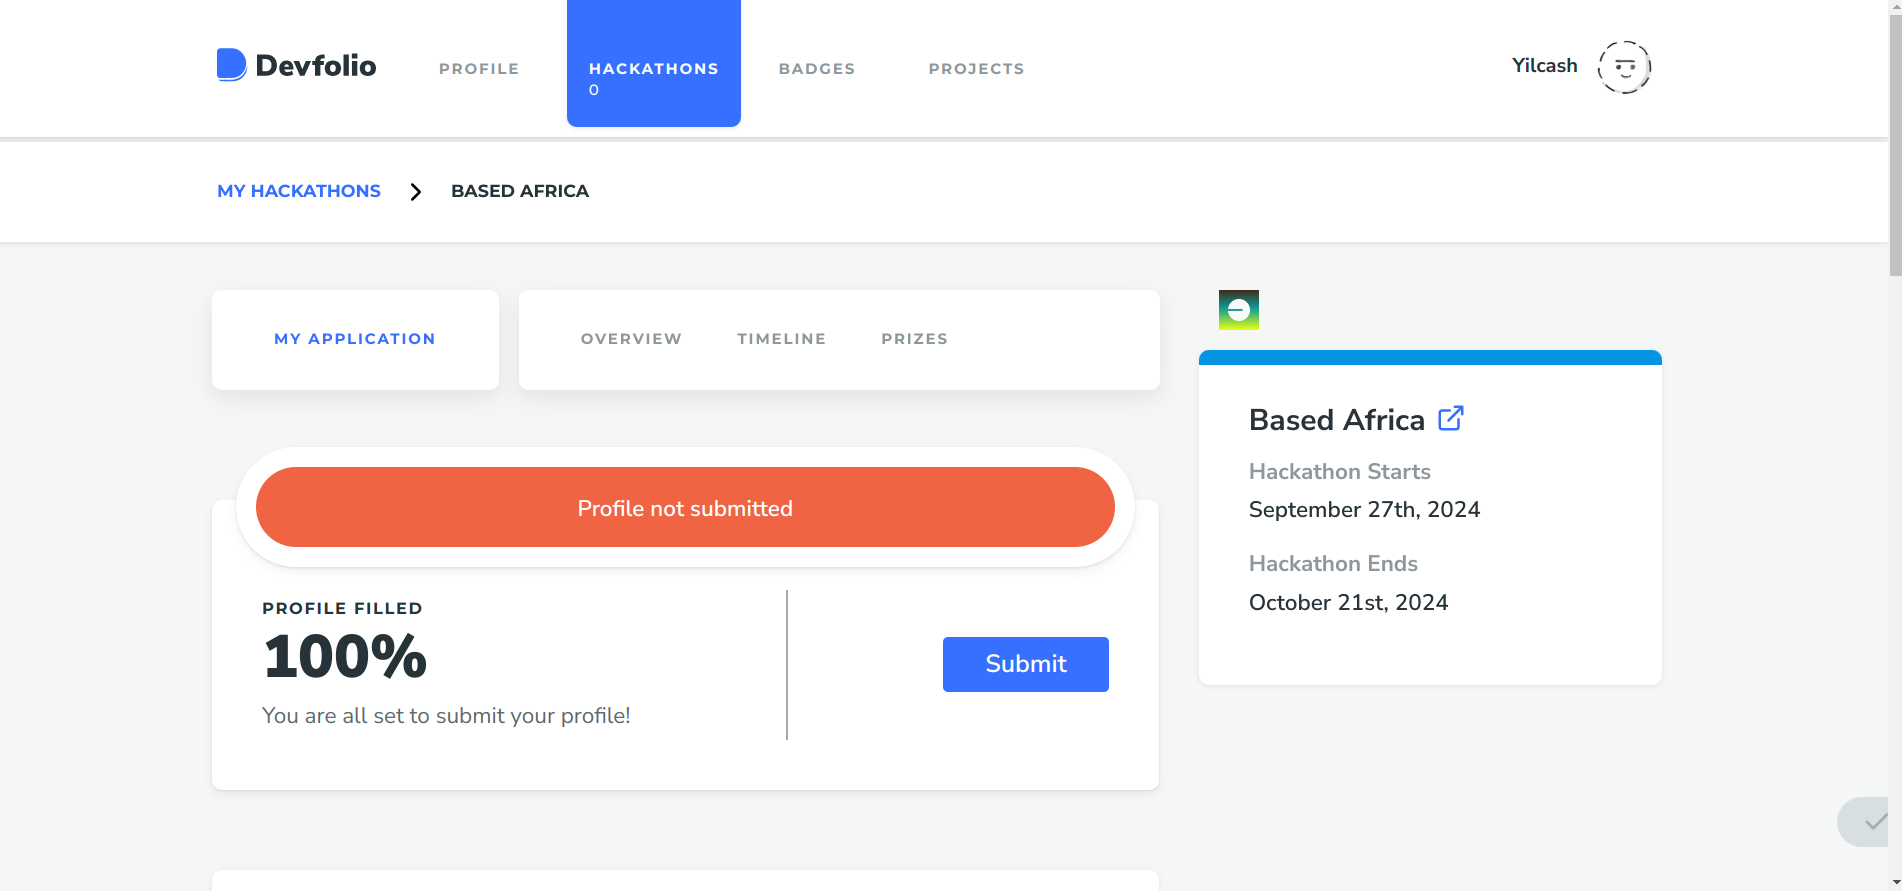 Devfolio
PROFILE
HACKATHONS
0
BADGES
PROJECTS
Yilcash
MY HACKATHONS
BASED AFRICA
MY APPLICATION
OVERVIEW
TIMELINE
PRIZES
Profile not submitted
PROFILE FILLED
100%
You are all set to submit your profile!
Submit
Based Africa
Hackathon Starts
September 27th, 2024
Hackathon Ends
October 21st, 2024